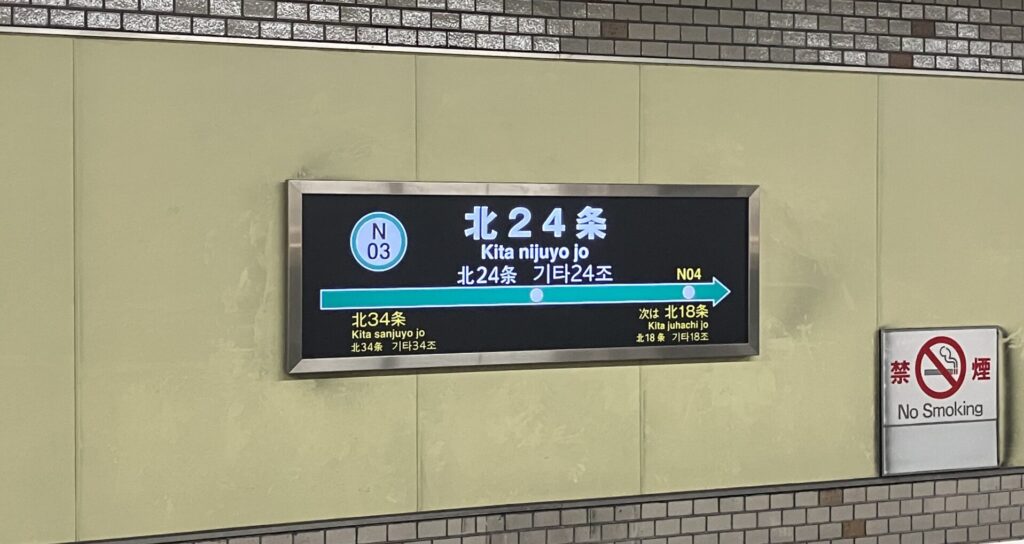 N
03
北24条
Kita nijuyo jo
北24条 기타24조
N04
北34条
Kita sanjuyo jo
北34条 기타34조
次は 北18条
Kita juhachi jo
北18条 기타18조
禁 煙
No Smoking